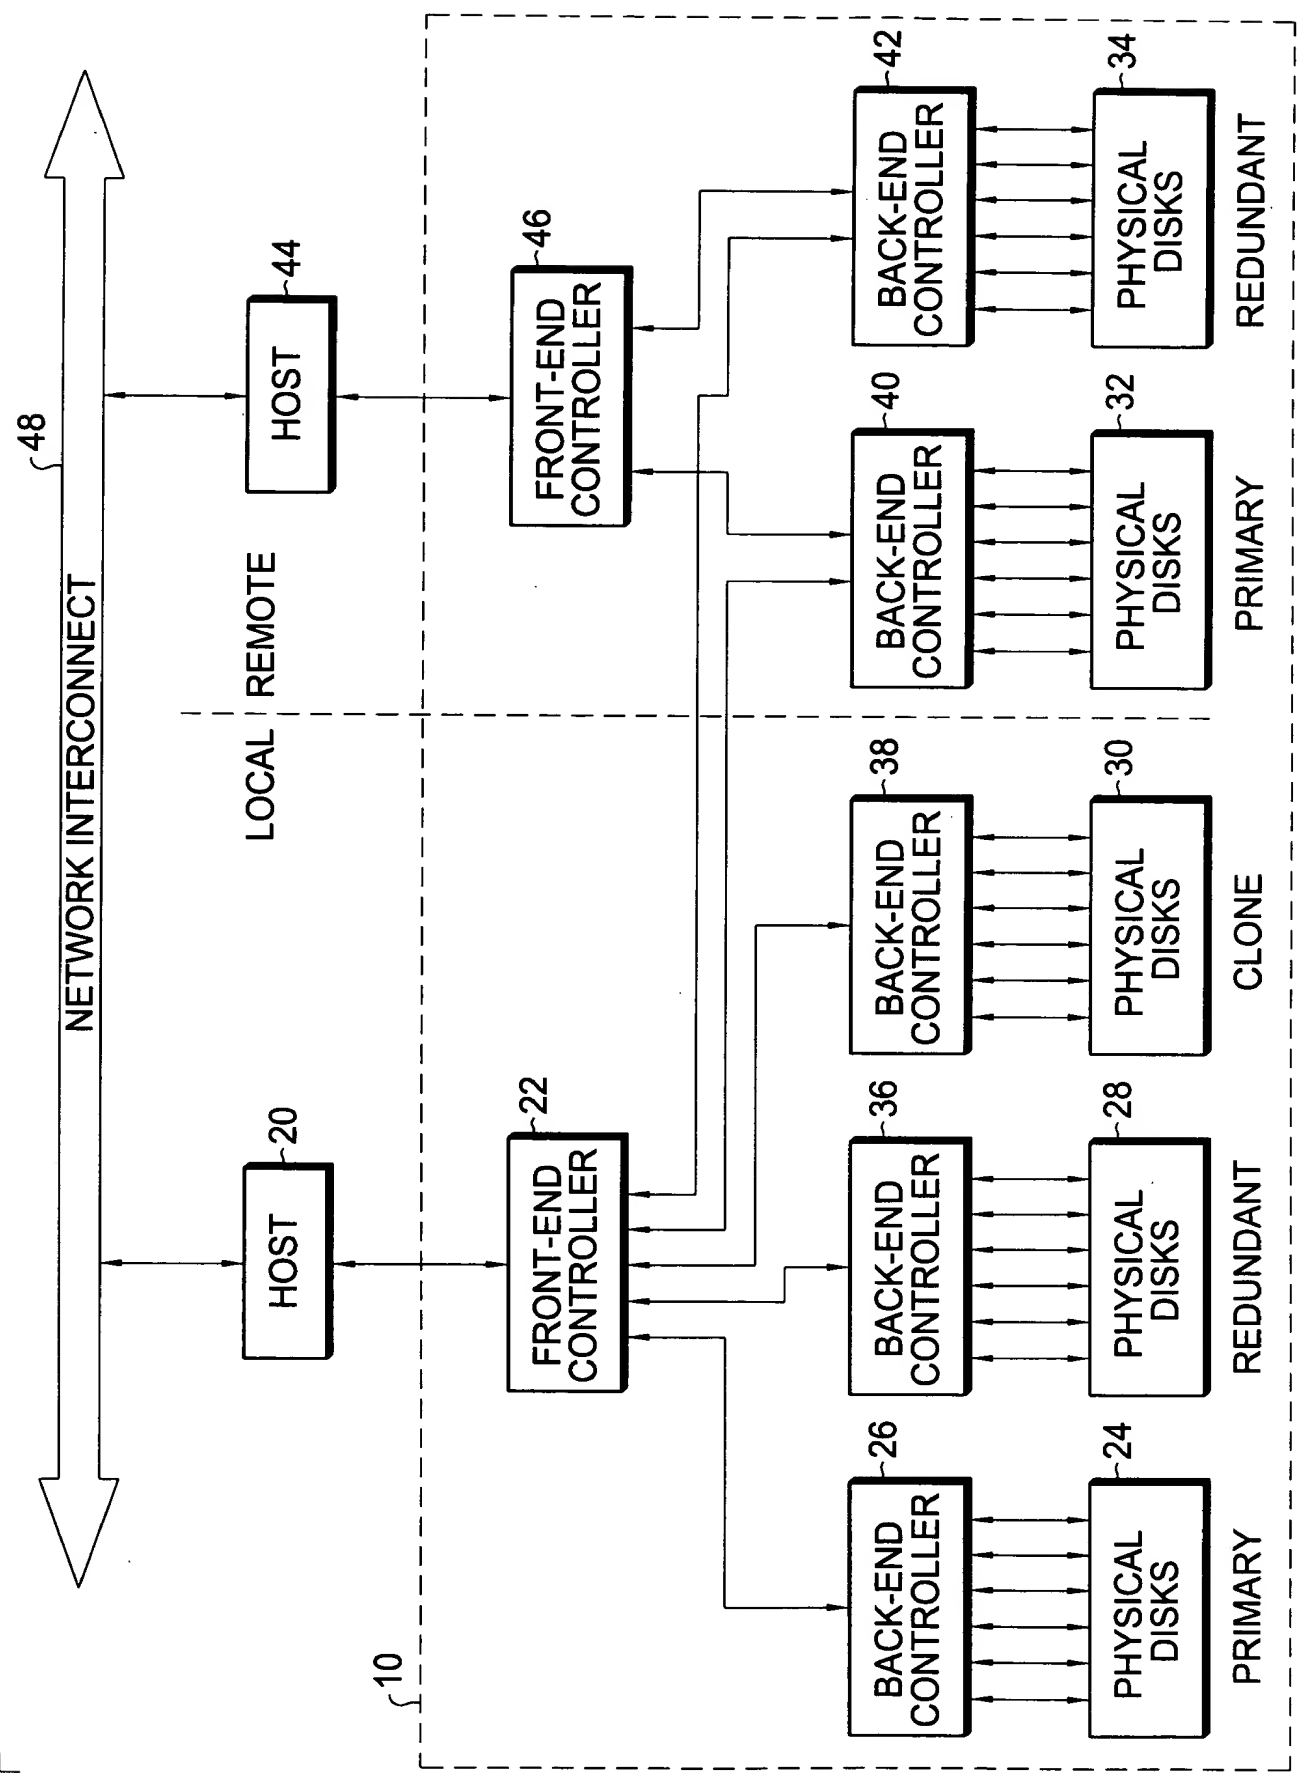 48
NETWORK INTERCONNECT
LOCAL
REMOTE
20
HOST
44
HOST
10
22
FRONT-END
CONTROLLER
46
FRONT-END
CONTROLLER
26
BACK-END
CONTROLLER
36
BACK-END
CONTROLLER
38
BACK-END
CONTROLLER
40
BACK-END
CONTROLLER
42
BACK-END
CONTROLLER
24
PHYSICAL
DISKS
28
PHYSICAL
DISKS
30
PHYSICAL
DISKS
32
PHYSICAL
DISKS
34
PHYSICAL
DISKS
PRIMARY
REDUNDANT
CLONE
PRIMARY
REDUNDANT